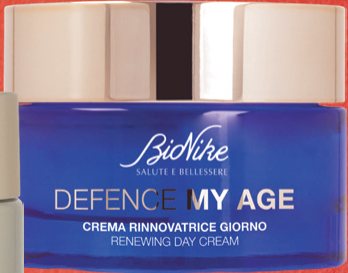 BioNike
SALUTE E BELLESSERE
DEFENCE MY AGE
CREMA RINNOVATRICE GIORNO
RENEWING DAY CREAM